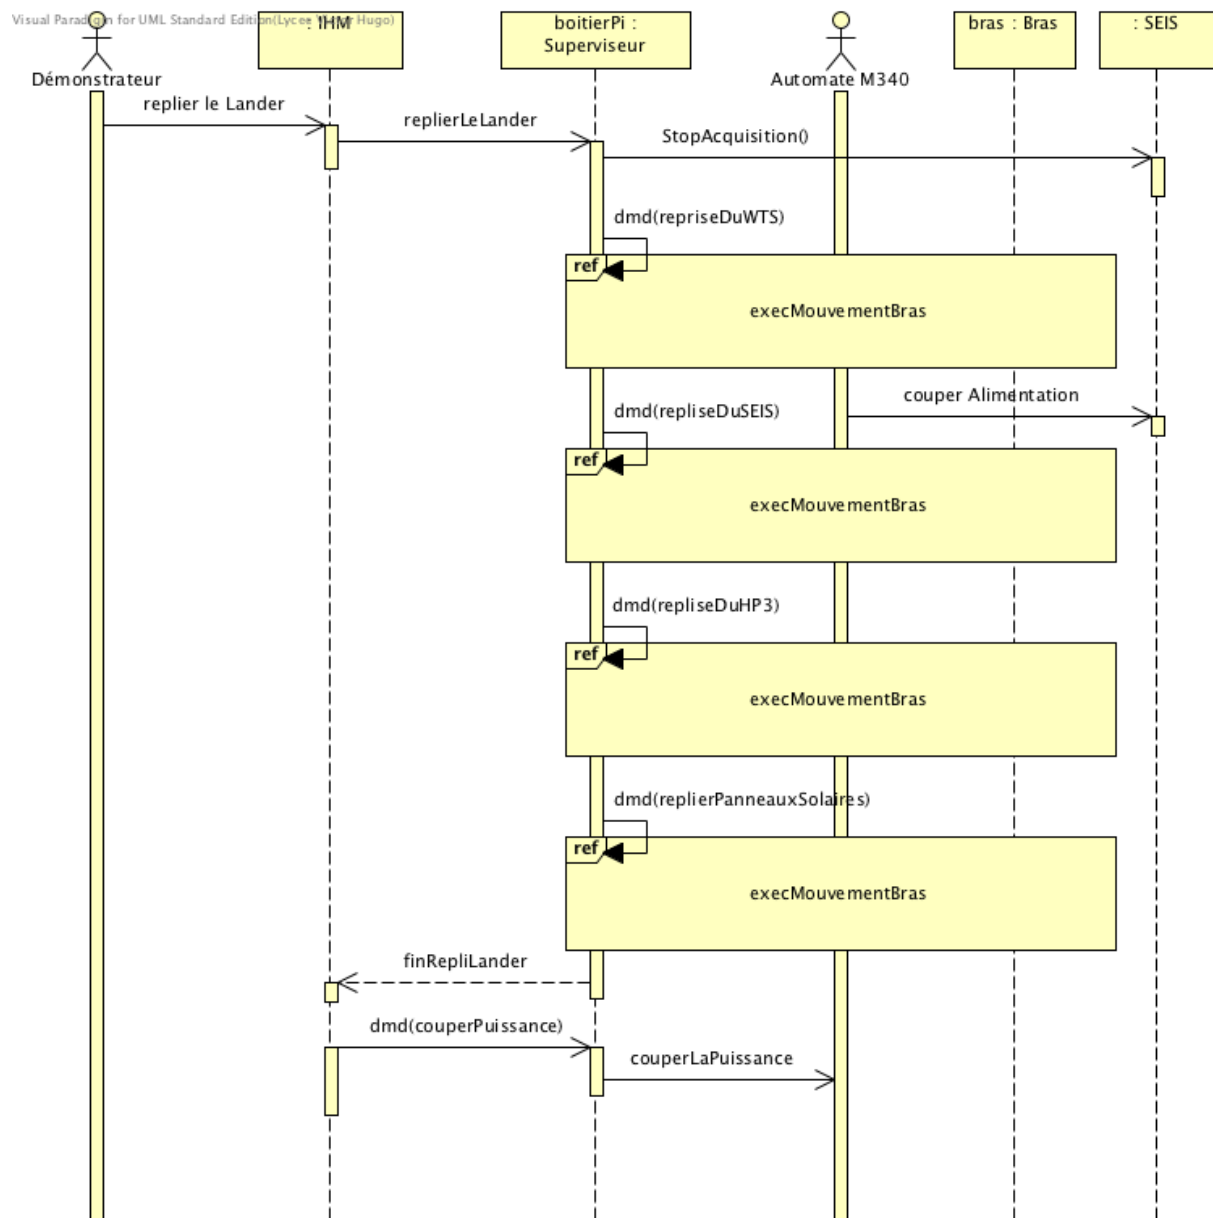 Visual Paradigm for UML Standard Edition(Lycee Victor Hugo)
: IHM
boitierPi :
Superviseur
bras : Bras
: SEIS
Démonstrateur
Automate M340
replier le Lander
replierLeLander
StopAcquisition()
dmd(repriseDuWTS)
ref
execMouvementBras
couper Alimentation
dmd(repliseDuSEIS)
ref
execMouvementBras
dmd(repliseDuHP3)
ref
execMouvementBras
dmd(replierPanneauxSolaires)
ref
execMouvementBras
finRepliLander
dmd(couperPuissance)
couperLaPuissance